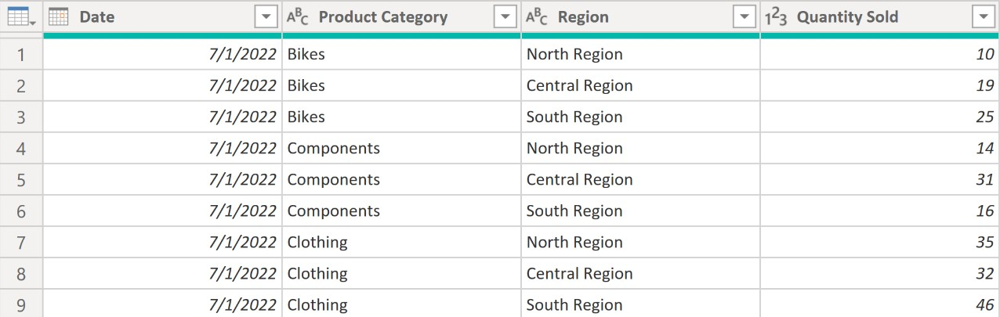 Date ABC Product Category ABC Region 123 Quantity Sold
1 7/1/2022 Bikes North Region 10
2 7/1/2022 Bikes Central Region 19
3 7/1/2022 Bikes South Region 25
4 7/1/2022 Components North Region 14
5 7/1/2022 Components Central Region 31
6 7/1/2022 Components South Region 16
7 7/1/2022 Clothing North Region 35
8 7/1/2022 Clothing Central Region 32
9 7/1/2022 Clothing South Region 46